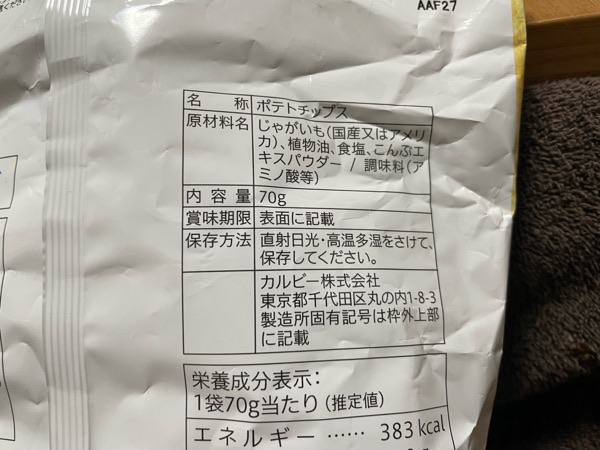 AAF27
名 称 ポテトチップス
原材料名 じゃがいも(国産又はアメリ
カ)、植物油、食塩、こんぶエ
キスパウダー / 調味料(ア
ミノ酸等)
内 容 量 70g
賞味期限 表面に記載
保存方法 直射日光・高温多湿をさけて、
保存してください。
カルビー株式会社
東京都千代田区丸の内1-8-3
製造所固有記号は枠外上部
に記載
栄養成分表示:
1袋70g当たり(推定値)
エネルギー …… 383 kcal